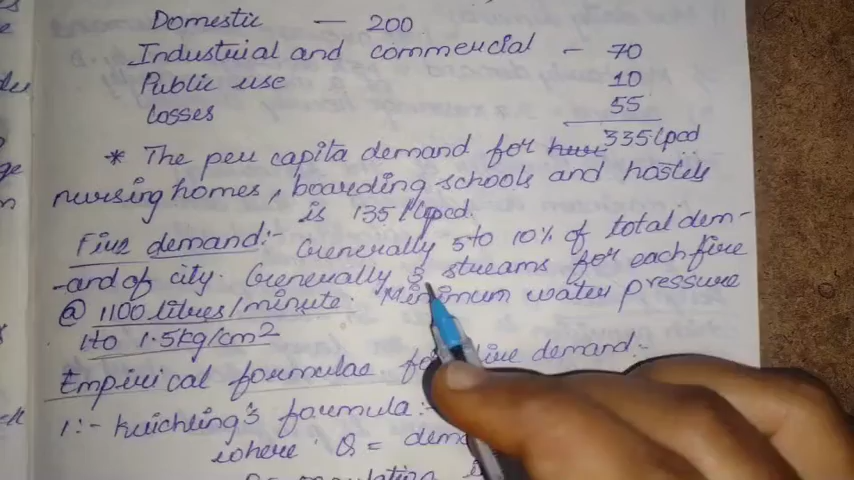 Domestic — 200
Industrial and commercial - 70
Public use 10
Losses 55
335 lpcd
* The per capita demand for
nursing homes, boarding schools and hostels
is 135 lpcd.
Fire demand:- Generally 5 to 10% of total dem-
-and of city. Generally 3 streams for each fire
@ 1100 litres/minute. Minimum water pressure
1 to 1.5kg/cm2
Empirical formulae fire demand:-
1:- Kuichling's formula:-
where Q =